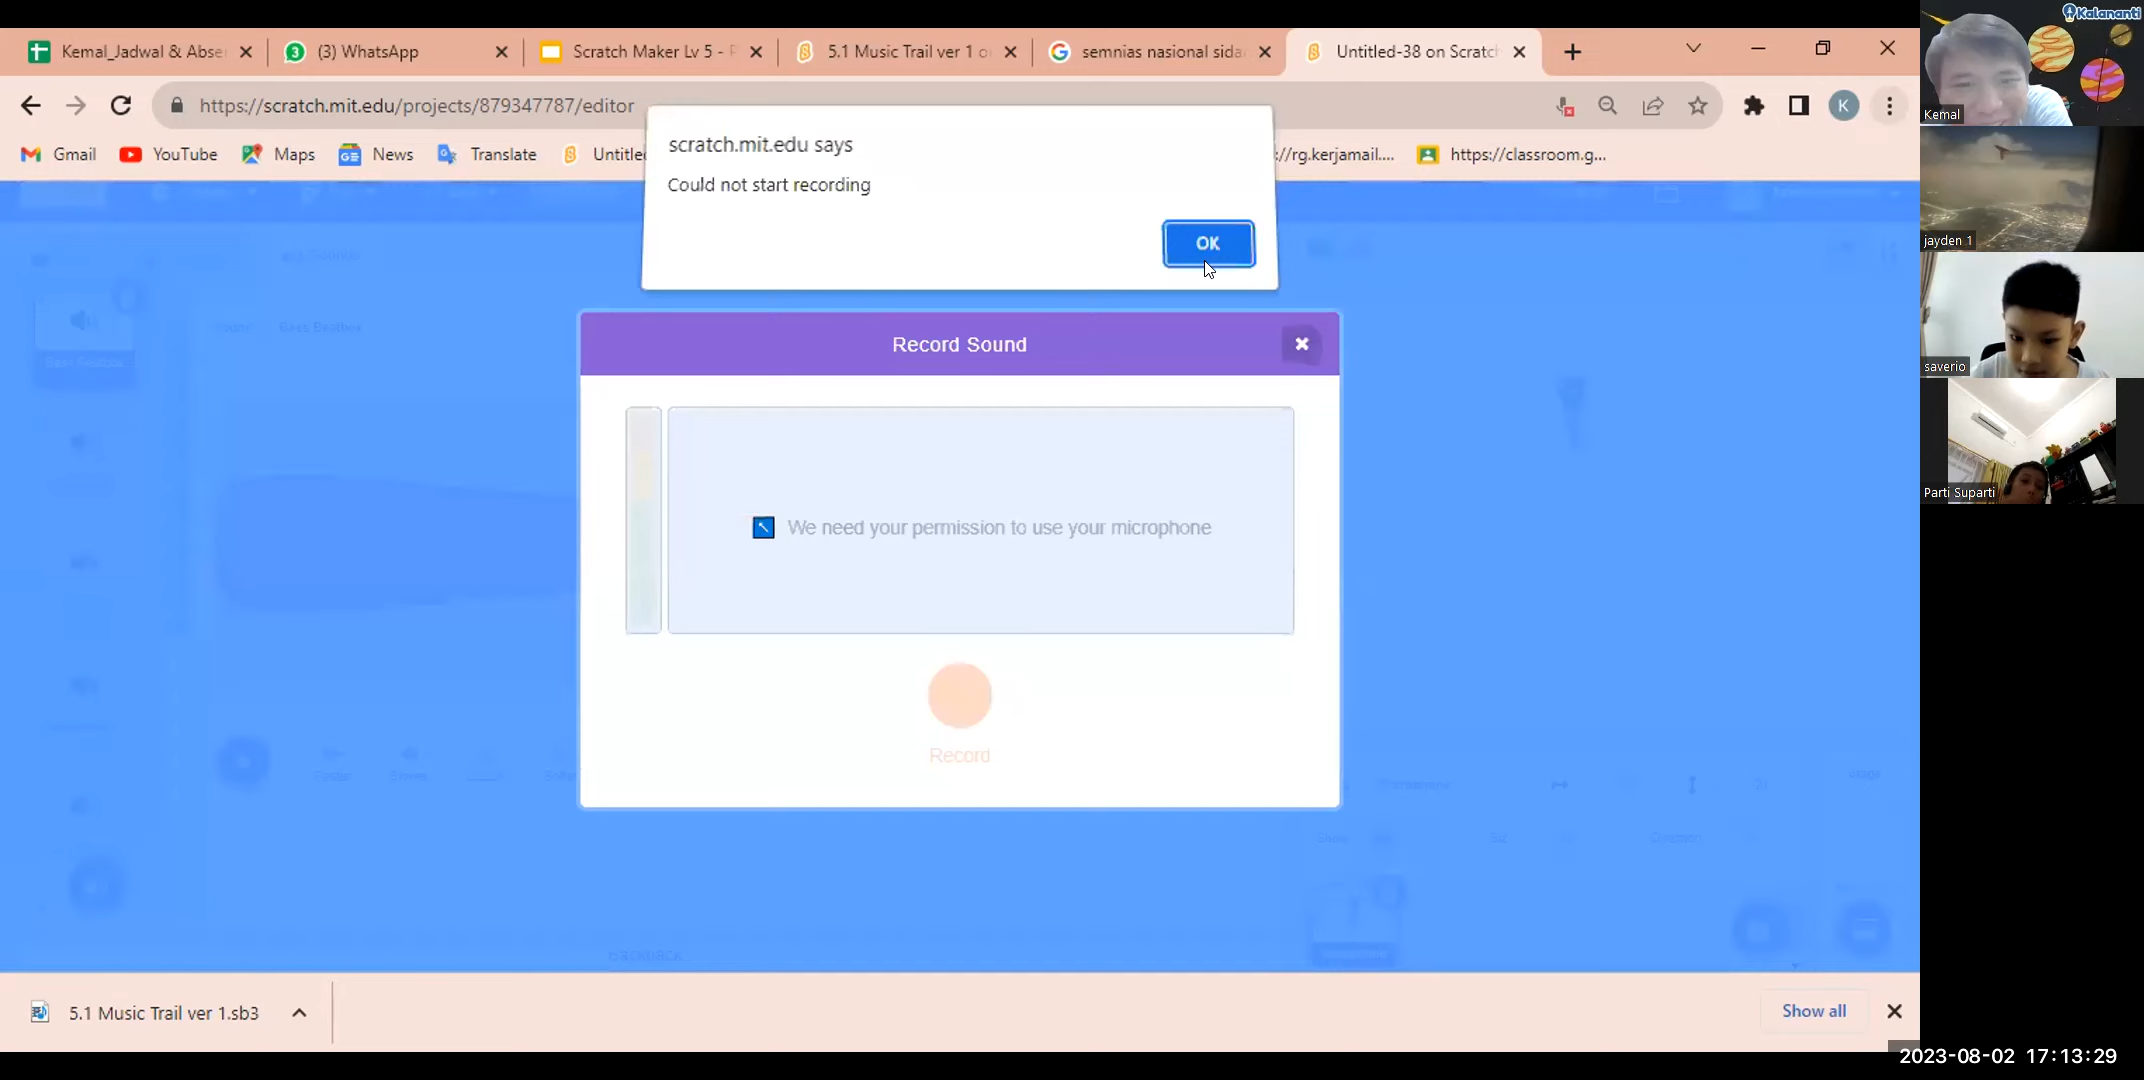 Kemal_Jadwal & Abse
(3) WhatsApp
Scratch Maker Lv 5 -
5.1 Music Trail ver 1 o
semnias nasional sida
Untitled-38 on Scratch
https://scratch.mit.edu/projects/879347787/editor
K
Gmail
YouTube
Maps
News
Translate
Untitle
://rg.kerjamail....
https://classroom.g...
scratch.mit.edu says
Could not start recording
OK
Record Sound
We need your permission to use your microphone
Record
5.1 Music Trail ver 1.sb3
Show all
Kalananti
Kemal
jayden 1
saverio
Parti Suparti
2023-08-02 17:13:29